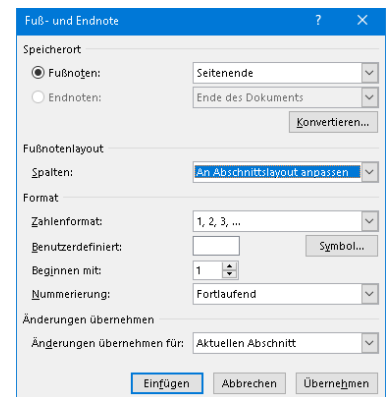 Fuß- und Endnote ? ×
Speicherort
Fußnoten: Seitenende
Endnoten: Ende des Dokuments
Konvertieren...
Fußnotenlayout
Spalten: An Abschnittslayout anpassen
Format
Zahlenformat: 1, 2, 3, ...
Benutzerdefiniert: Symbol...
Beginnen mit: 1
Nummerierung: Fortlaufend
Änderungen übernehmen
Änderungen übernehmen für: Aktuellen Abschnitt
Einfügen Abbrechen Übernehmen